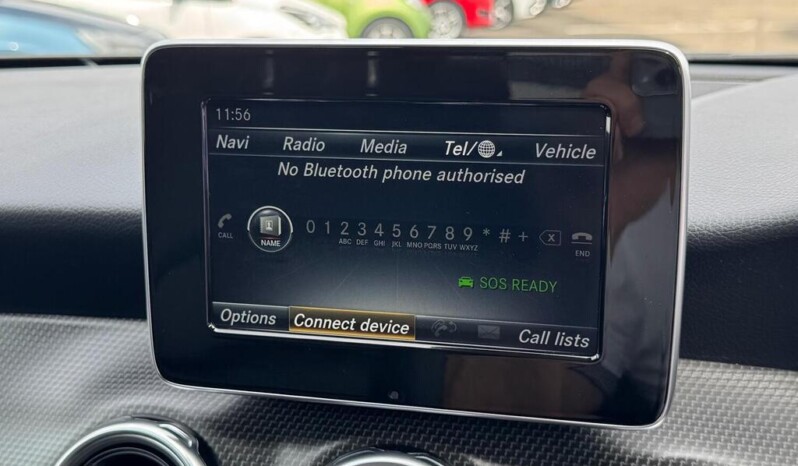 11:56
Navi Radio Media Tel/ Vehicle
No Bluetooth phone authorised
CALL NAME 0 1 2 ABC 3 DEF 4 GHI 5 JKL 6 MNO 7 PQRS 8 TUV 9 WXYZ * # + END
SOS READY
Options Connect device Call lists